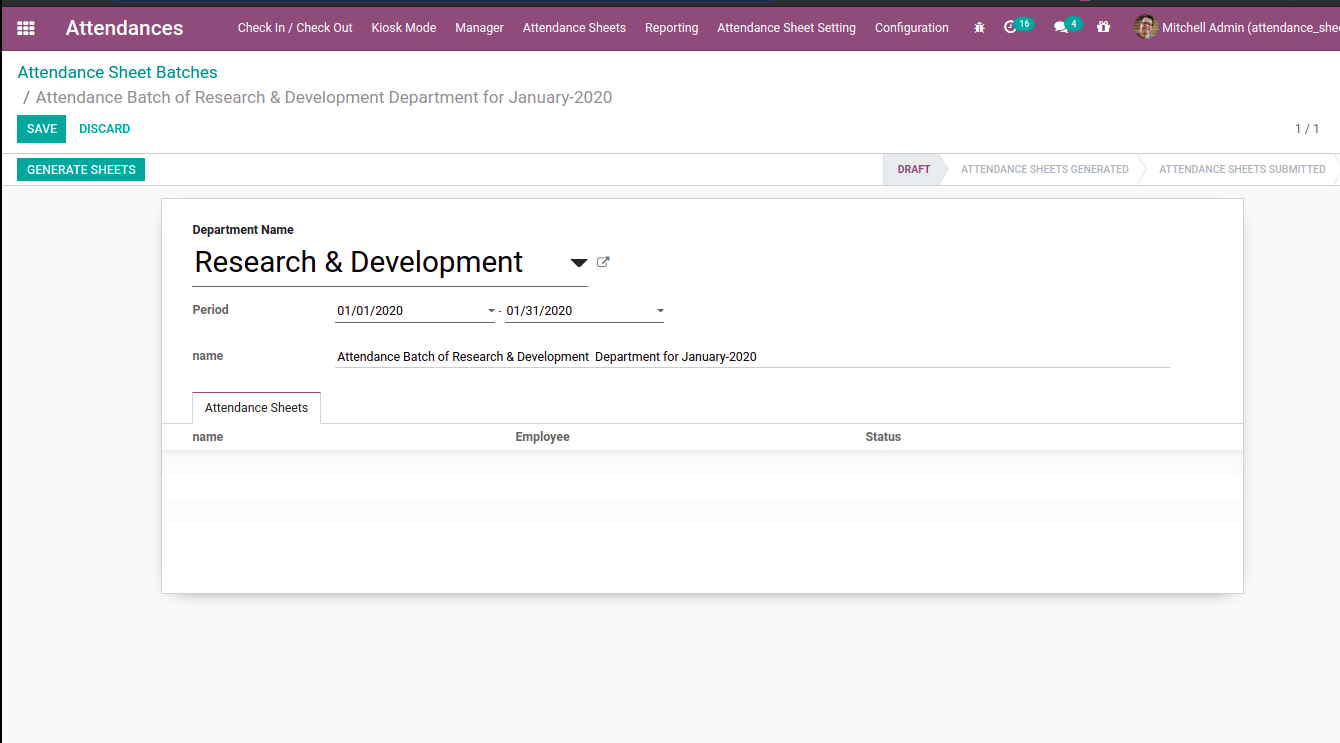 Attendances Check In / Check Out Kiosk Mode Manager Attendance Sheets Reporting Attendance Sheet Setting Configuration 16 4 Mitchell Admin (attendance_shee
Attendance Sheet Batches
/ Attendance Batch of Research & Development Department for January-2020
SAVE DISCARD 1 / 1
GENERATE SHEETS DRAFT ATTENDANCE SHEETS GENERATED ATTENDANCE SHEETS SUBMITTED
Department Name
Research & Development
Period 01/01/2020 - 01/31/2020
name Attendance Batch of Research & Development  Department for January-2020
Attendance Sheets
name Employee Status